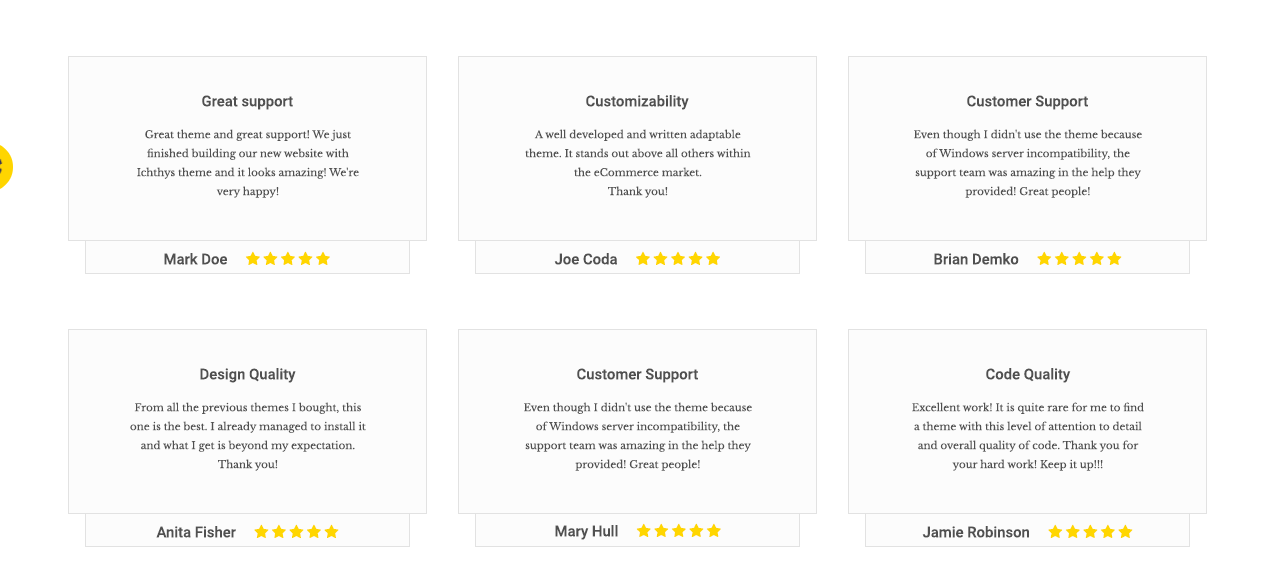 Great support
Great theme and great support! We just
finished building our new website with
Ichthys theme and it looks amazing! We're
very happy!
Mark Doe
Customizability
A well developed and written adaptable
theme. It stands out above all others within
the eCommerce market.
Thank you!
Joe Coda
Customer Support
Even though I didn't use the theme because
of Windows server incompatibility, the
support team was amazing in the help they
provided! Great people!
Brian Demko
Design Quality
From all the previous themes I bought, this
one is the best. I already managed to install it
and what I get is beyond my expectation.
Thank you!
Anita Fisher
Customer Support
Even though I didn't use the theme because
of Windows server incompatibility, the
support team was amazing in the help they
provided! Great people!
Mary Hull
Code Quality
Excellent work! It is quite rare for me to find
a theme with this level of attention to detail
and overall quality of code. Thank you for
your hard work! Keep it up!!!
Jamie Robinson